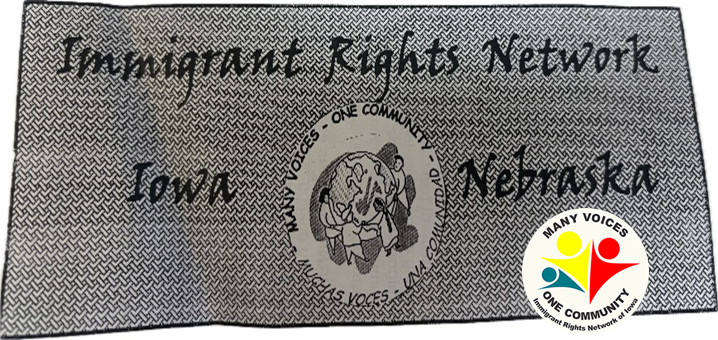 Immigrant Rights Network
Iowa
Nebraska
MANY VOICES - ONE COMMUNITY -
MUCHAS VOCES - UNA COMUNIDAD
MANY VOICES
ONE COMMUNITY
Immigrant Rights Network of Iowa